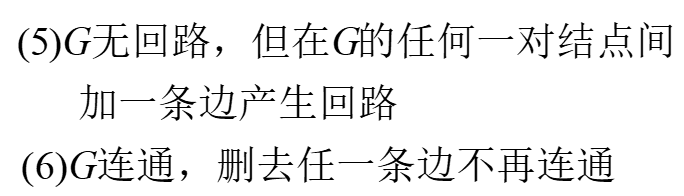 (5)G无回路，但在G的任何一对结点间
加一条边产生回路
(6)G连通，删去任一条边不再连通